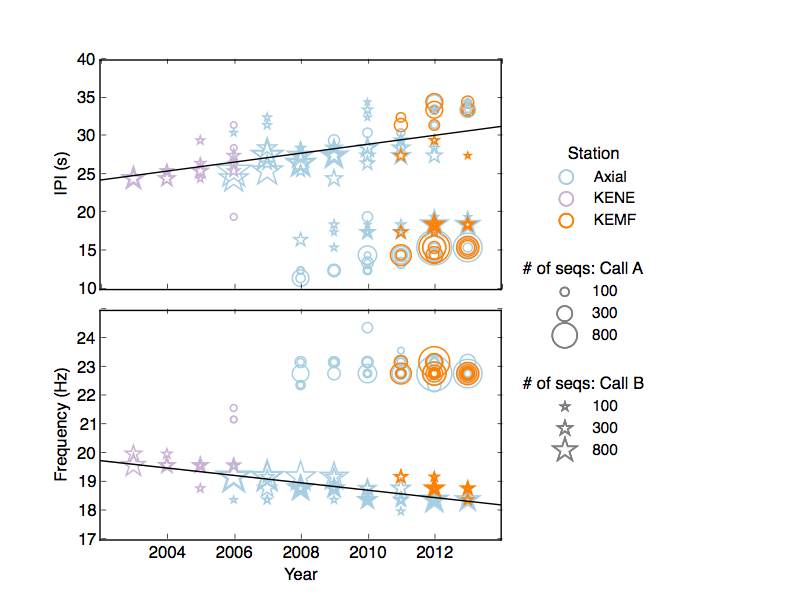 40
35
30
25
20
15
10
IPI (s)
24
23
22
21
20
19
18
17
Frequency (Hz)
2004 2006 2008 2010 2012
Year
Station
Axial
KENE
KEMF
# of seqs: Call A
100
300
800
# of seqs: Call B
100
300
800